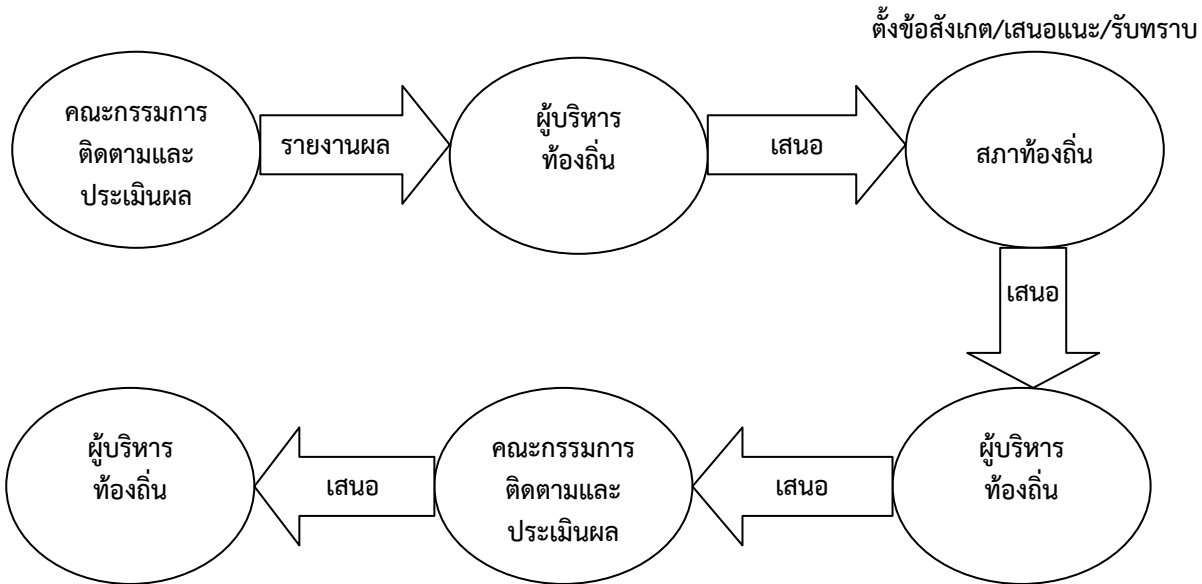 ตั้งข้อสังเกต/เสนอแนะ/รับทราบ
คณะกรรมการ
ติดตามและ
ประเมินผล
รายงานผล
ผู้บริหาร
ท้องถิ่น
เสนอ
สภาท้องถิ่น
เสนอ
ผู้บริหาร
ท้องถิ่น
เสนอ
คณะกรรมการ
ติดตามและ
ประเมินผล
เสนอ
ผู้บริหาร
ท้องถิ่น